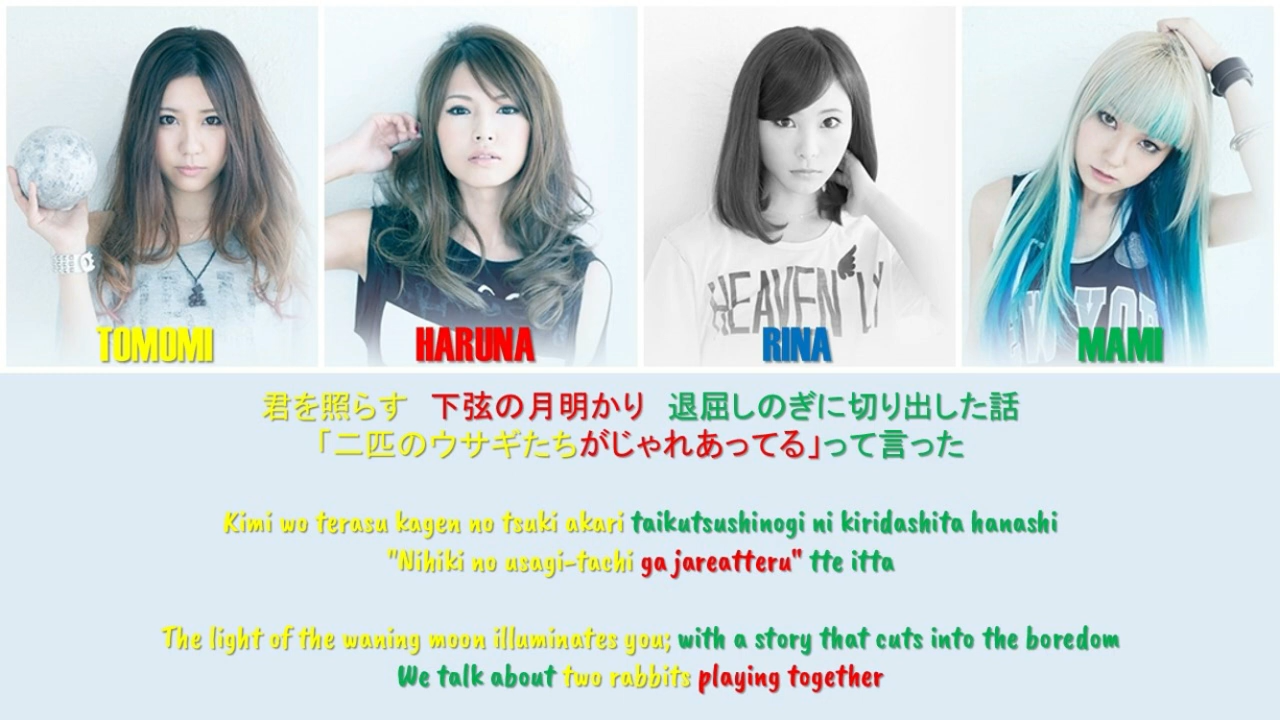 HEAVEN'LY
TOMOMI
HARUNA
RINA
MAMI
君を照らす　下弦の月明かり　退屈しのぎに切り出した話
「二匹のウサギたちがじゃれあってる」って言った
Kimi wo terasu kagen no tsuki akari taikutsushinogi ni kiridashita hanashi
"Nihiki no usagi-tachi ga jareatteru" tte itta
The light of the waning moon illuminates you; with a story that cuts into the boredom
We talk about two rabbits playing together